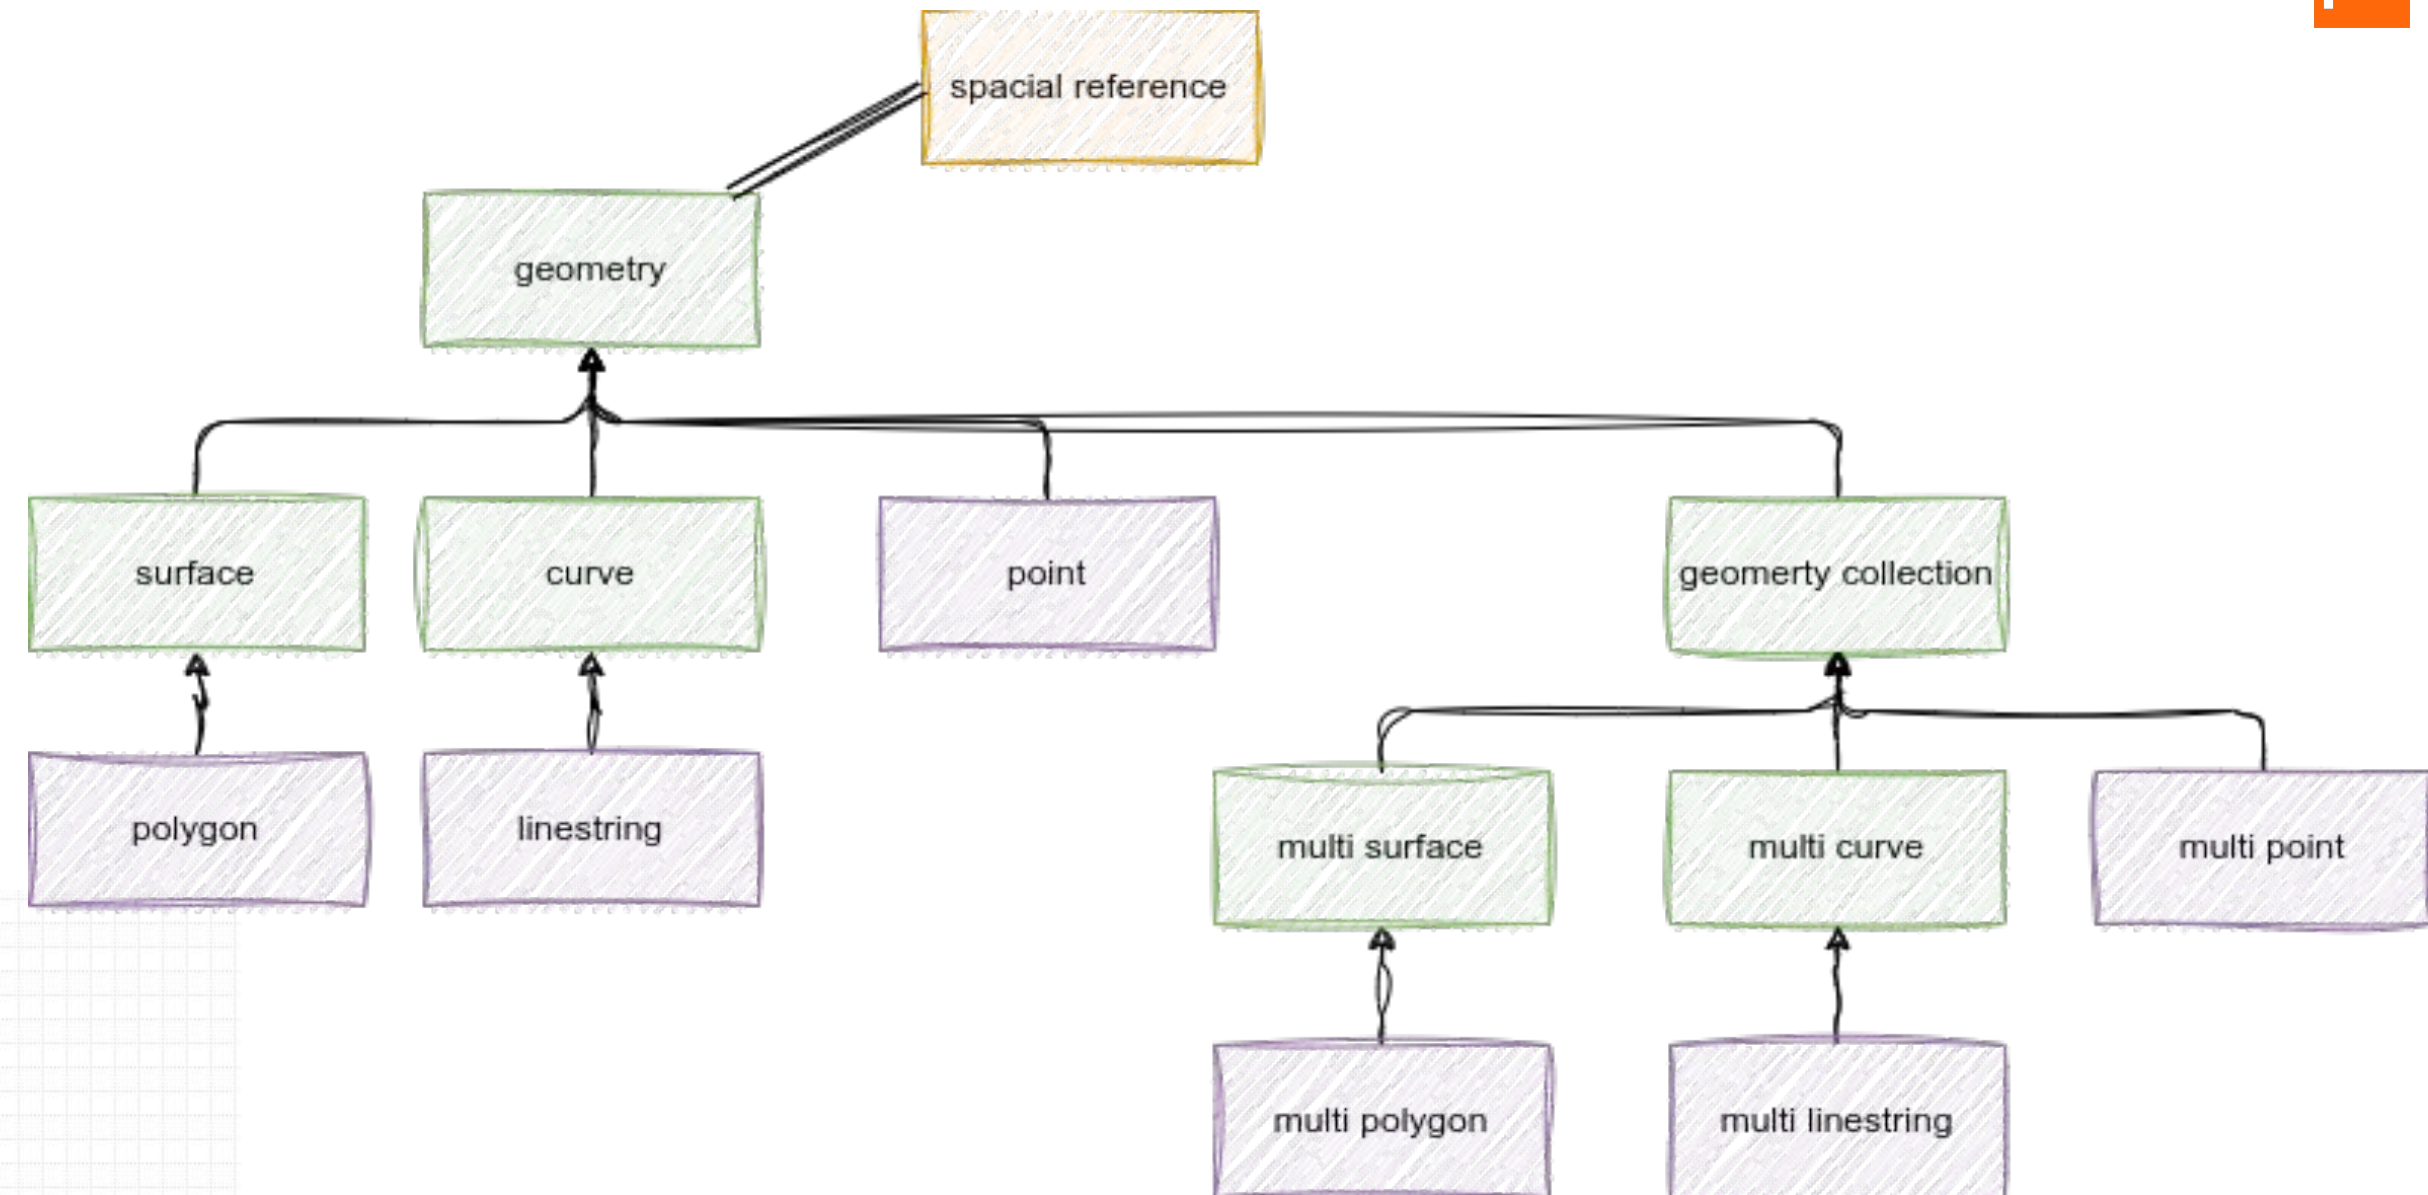 spacial reference
geometry
surface
curve
point
geomerty collection
polygon
linestring
multi surface
multi curve
multi point
multi polygon
multi linestring